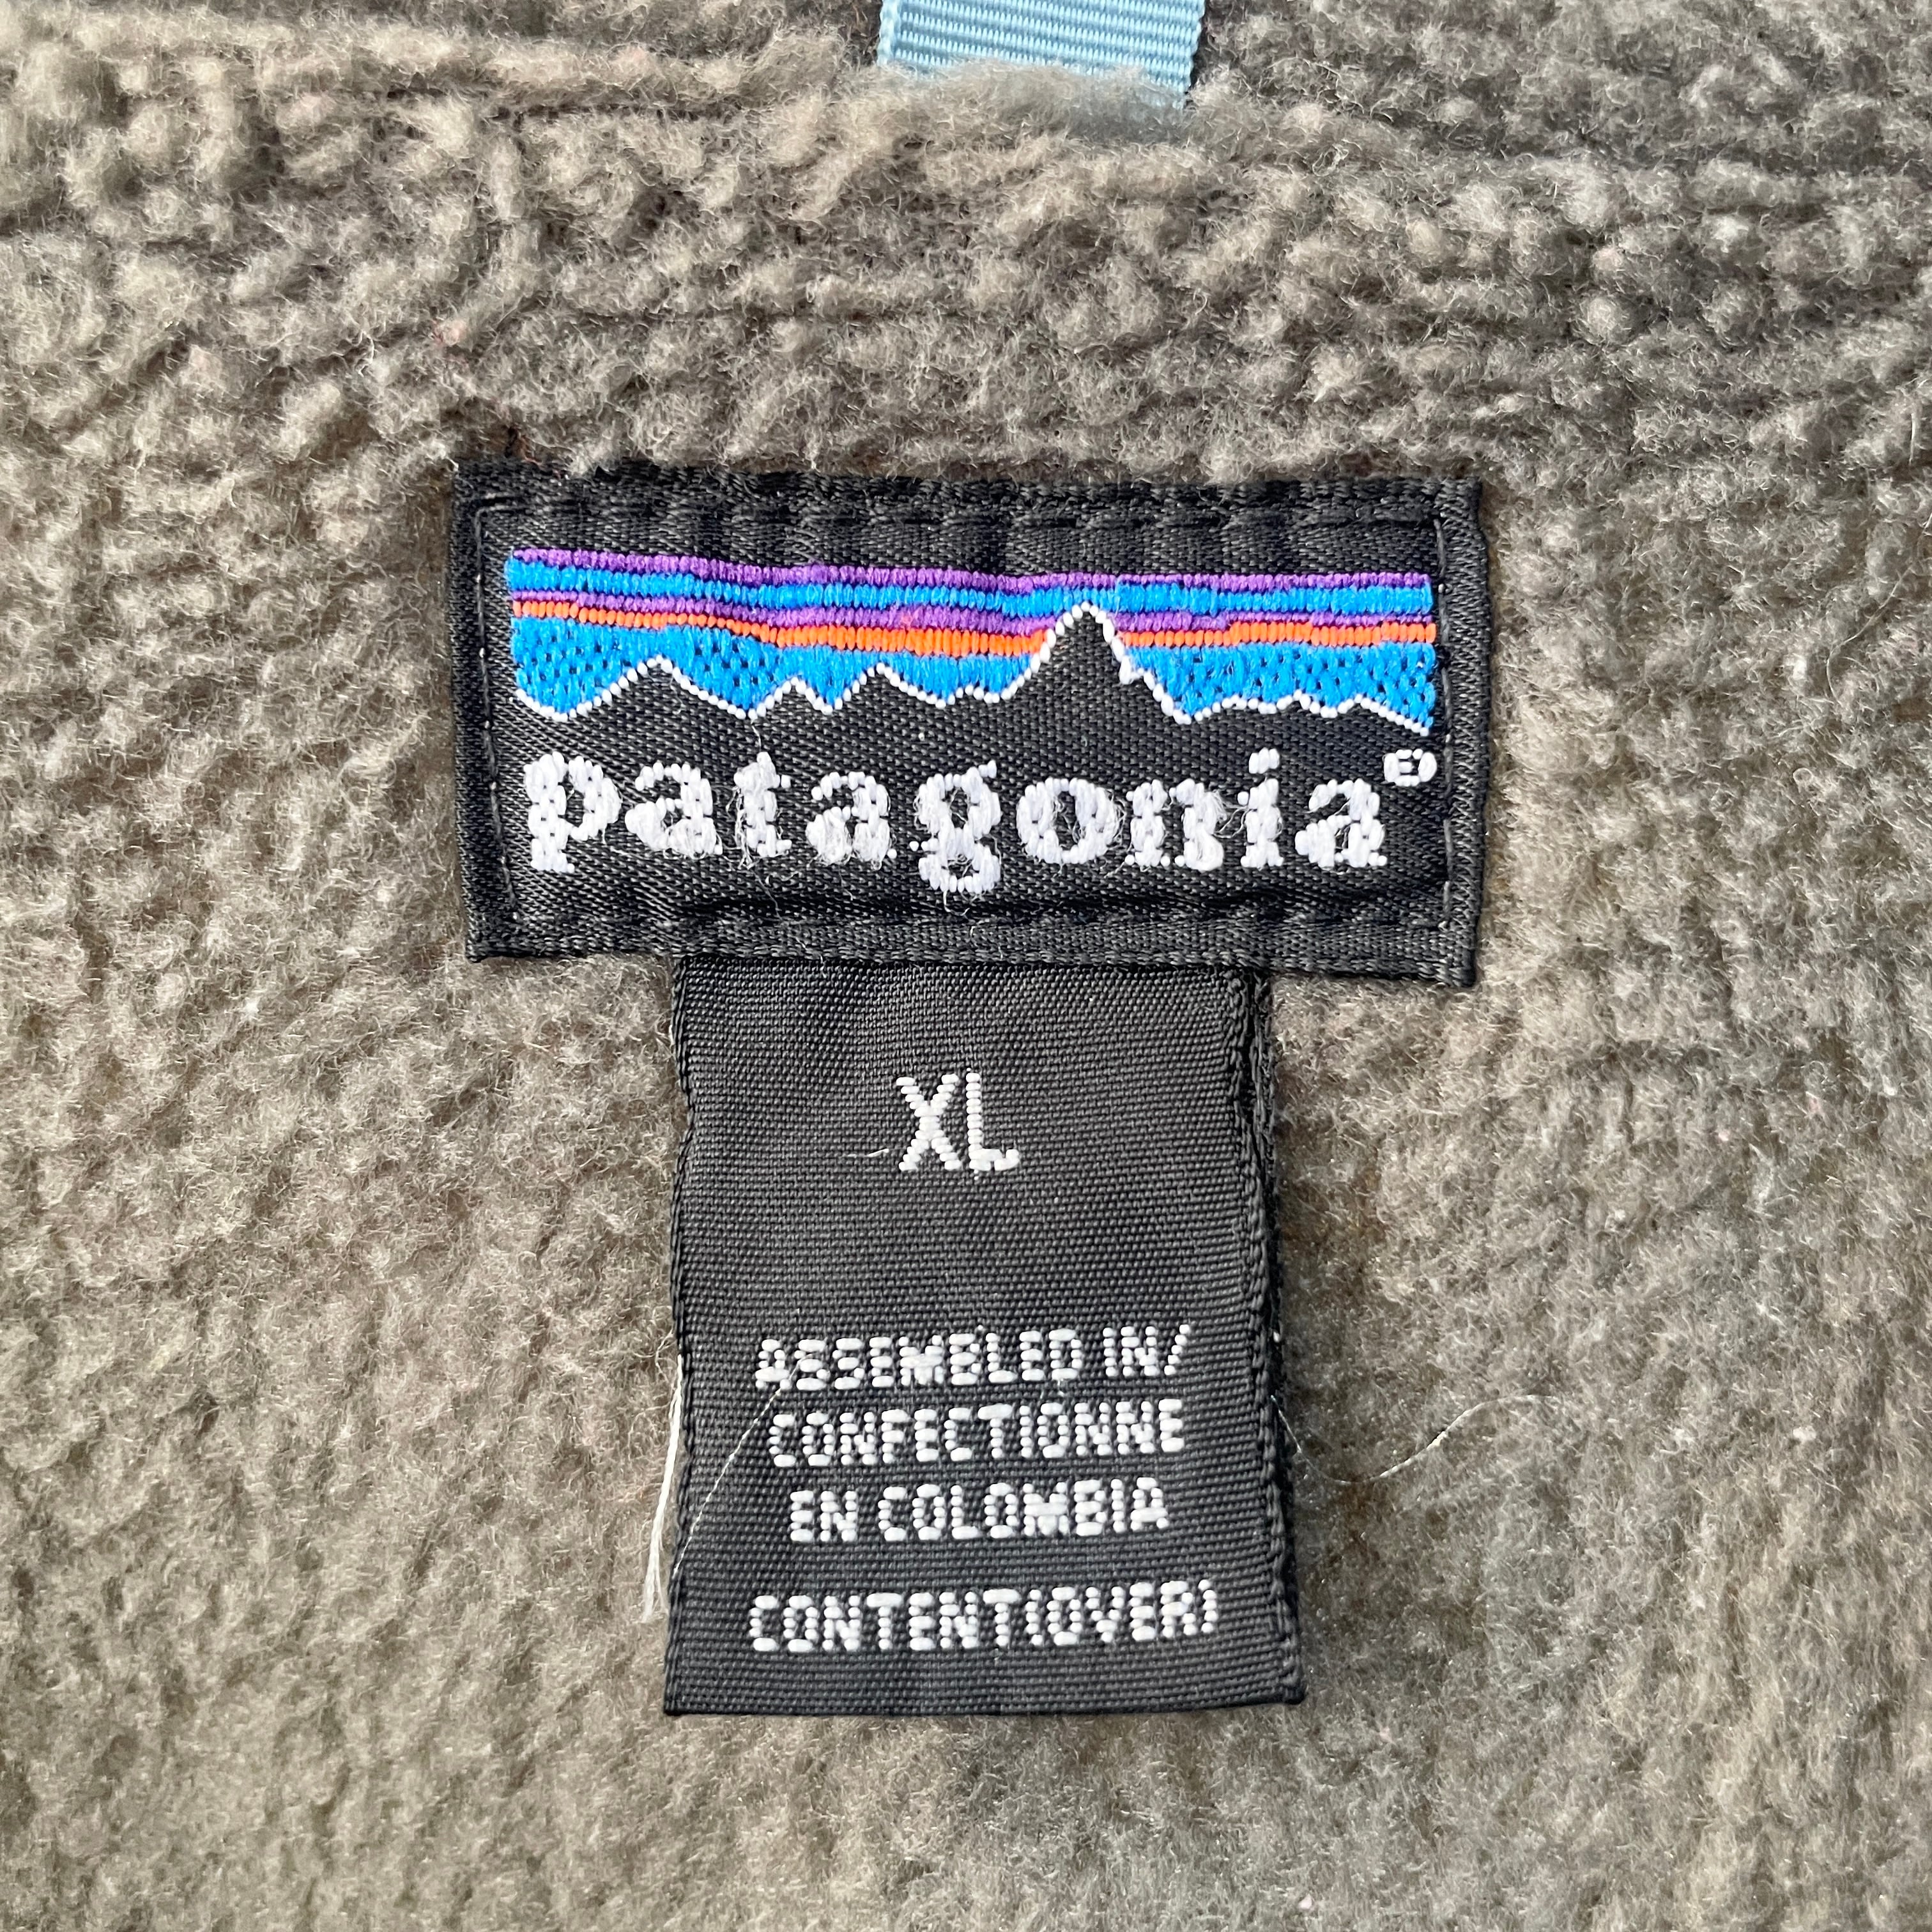 patagonia®
XL
ASSEMBLED IN/
CONFECTIONNE
EN COLOMBIA
CONTENT(OVER)